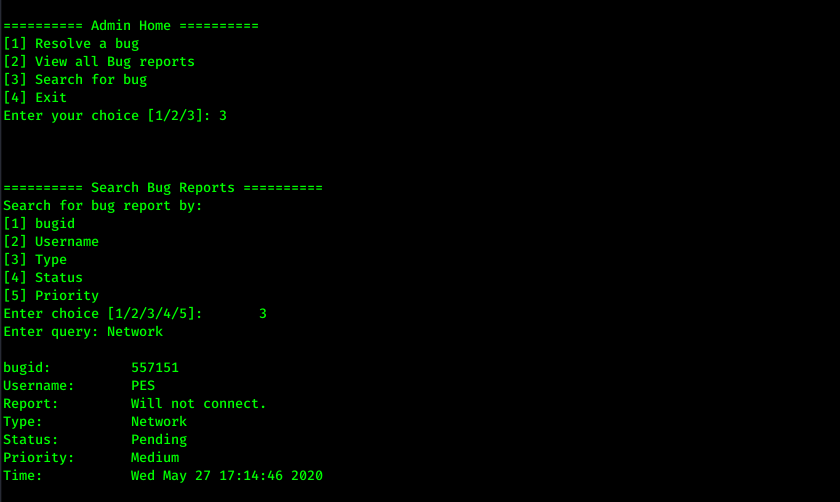 ========== Admin Home ==========
[1] Resolve a bug
[2] View all Bug reports
[3] Search for bug
[4] Exit
Enter your choice [1/2/3]: 3
========== Search Bug Reports ==========
Search for bug report by:
[1] bugid
[2] Username
[3] Type
[4] Status
[5] Priority
Enter choice [1/2/3/4/5]:       3
Enter query: Network
bugid:          557151
Username:       PES
Report:         Will not connect.
Type:           Network
Status:         Pending
Priority:       Medium
Time:           Wed May 27 17:14:46 2020